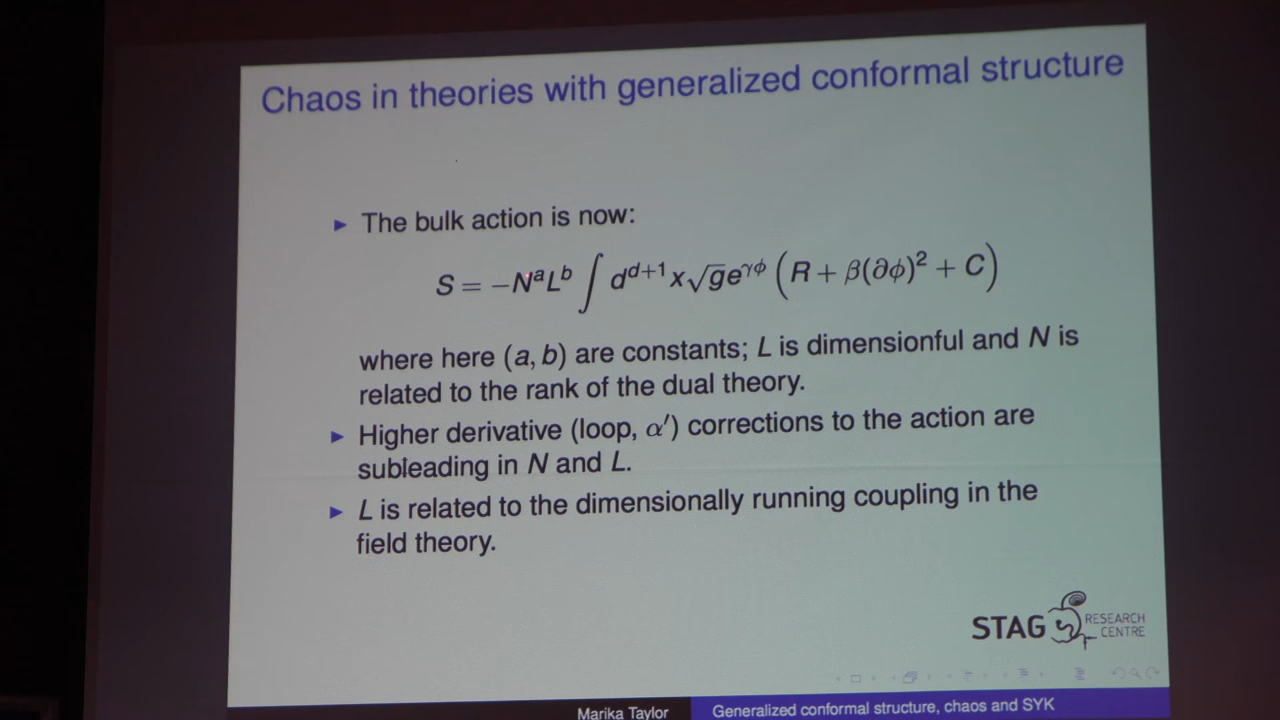 Chaos in theories with generalized conformal structure
▶ The bulk action is now:
S = −NᵃLᵇ ∫ dᵈ⁺¹x√g e^{γϕ} (R + β(∂ϕ)² + C)
where here (a, b) are constants; L is dimensionful and N is
related to the rank of the dual theory.
▶ Higher derivative (loop, α′) corrections to the action are
subleading in N and L.
▶ L is related to the dimensionally running coupling in the
field theory.
STAG RESEARCH
CENTRE
Marika Taylor Generalized conformal structure, chaos and SYK